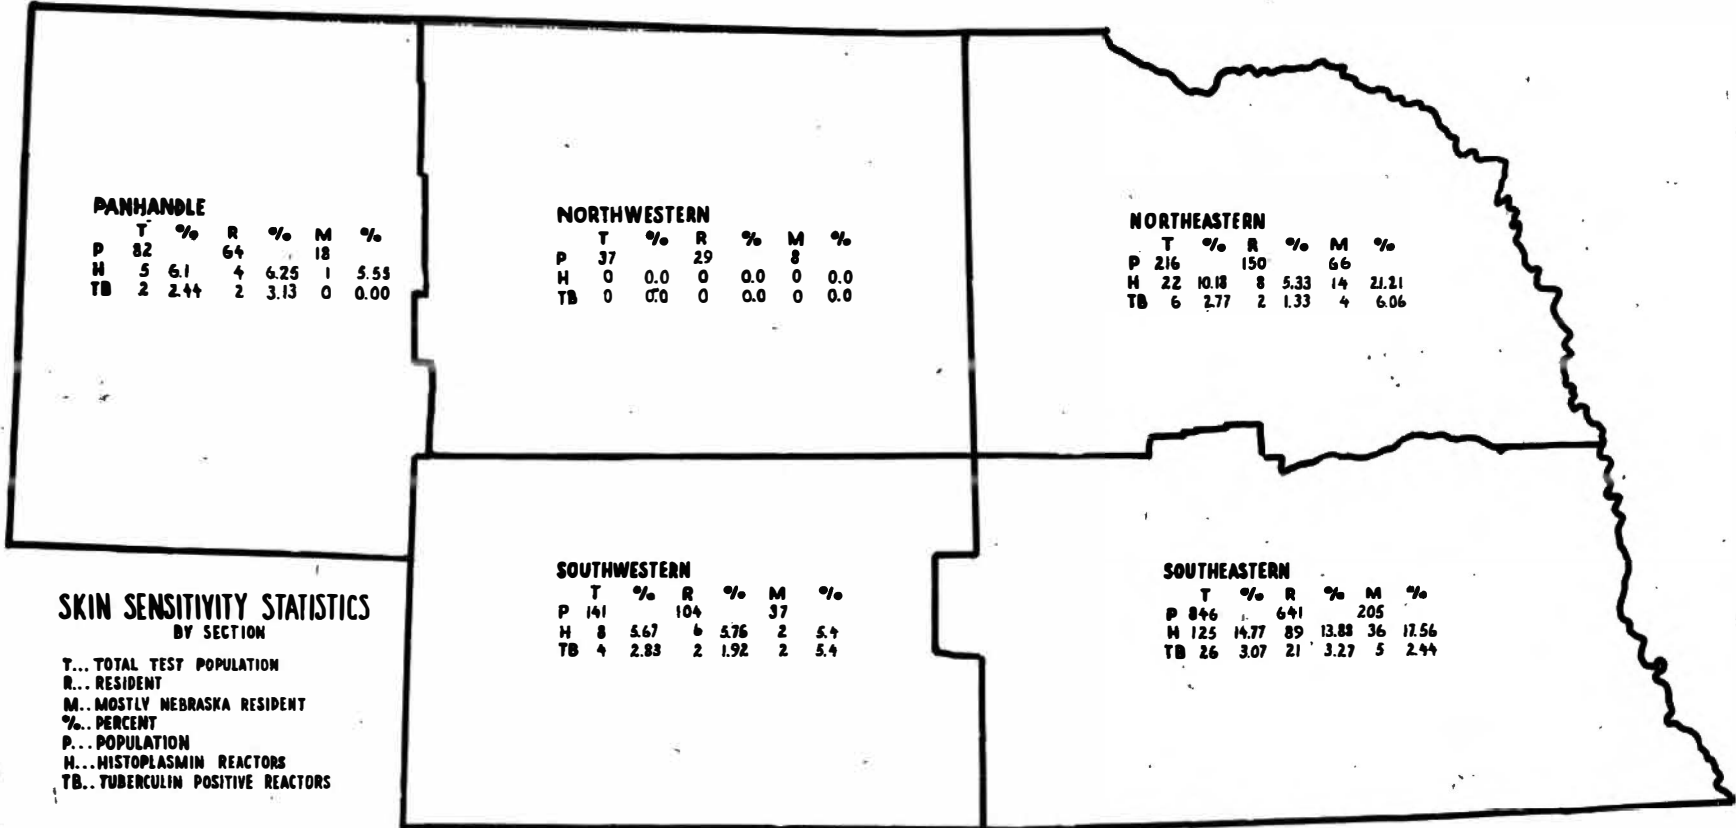 PANHANDLE
T % R % M %
P 82 64 18
H 5 6.1 4 6.25 1 5.55
TB 2 2.44 2 3.13 0 0.00
NORTHWESTERN
T % R % M %
P 37 29 8
H 0 0.0 0 0.0 0 0.0
TB 0 0.0 0 0.0 0 0.0
NORTHEASTERN
T % R % M %
P 216 150 66
H 22 10.18 8 5.33 14 21.21
TB 6 2.77 2 1.33 4 6.06
SOUTHWESTERN
T % R % M %
P 141 104 37
H 8 5.67 6 5.76 2 5.4
TB 4 2.83 2 1.92 2 5.4
SOUTHEASTERN
T % R % M %
P 846 641 205
H 125 14.77 89 13.88 36 17.56
TB 26 3.07 21 3.27 5 2.44
SKIN SENSITIVITY STATISTICS
BY SECTION
T... TOTAL TEST POPULATION
R... RESIDENT
M.. MOSTLY NEBRASKA RESIDENT
%.. PERCENT
P... POPULATION
H... HISTOPLASMIN REACTORS
TB.. TUBERCULIN POSITIVE REACTORS